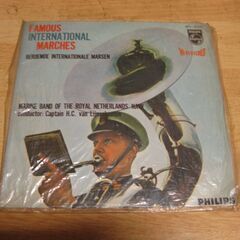 FAMOUS
INTERNATIONAL
MARCHES
BEROEMDE INTERNATIONALE MARSEN
MARINE BAND OF THE ROYAL NETHERLANDS NAVY
conductor: Captain H.C. van
PHILIPS